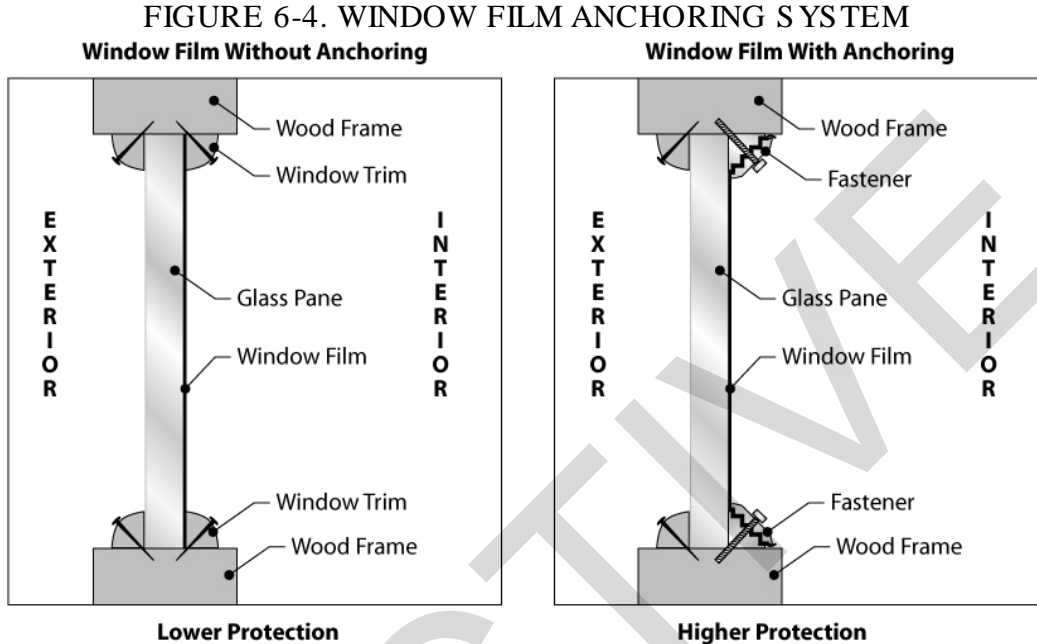 FIGURE 6-4. WINDOW FILM ANCHORING SYSTEM
Window Film Without Anchoring
Wood Frame
Window Trim
EXTERIOR
INTERIOR
Glass Pane
Window Film
Window Trim
Wood Frame
Lower Protection
Window Film With Anchoring
Wood Frame
Fastener
EXTERIOR
INTERIOR
Glass Pane
Window Film
Fastener
Wood Frame
Higher Protection
TIVE